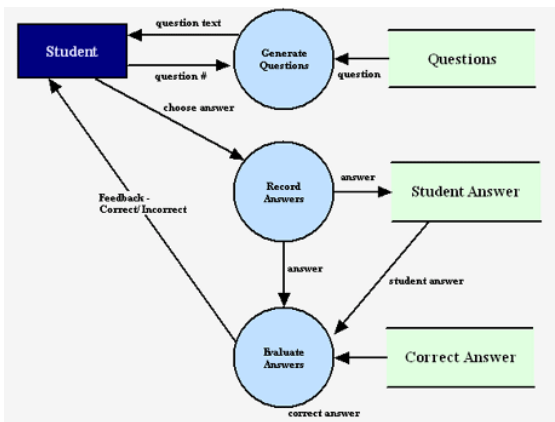 question text
Student
Generate
Questions
Questions
question #
question
choose answer
Record
Answers
answer
Student Answer
Feedback -
Correct/Incorrect
answer
student answer
Evaluate
Answers
Correct Answer
correct answer